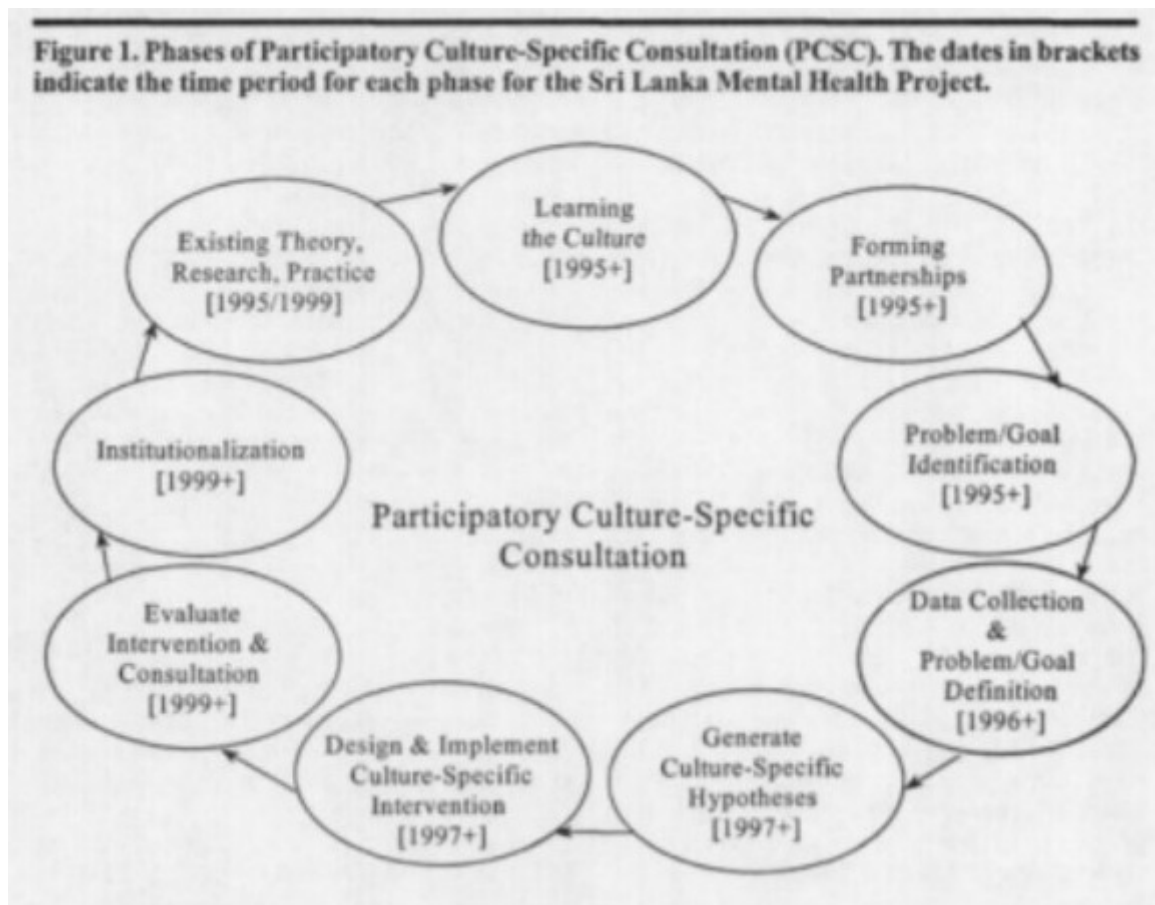 Figure 1. Phases of Participatory Culture-Specific Consultation (PCSC). The dates in brackets
indicate the time period for each phase for the Sri Lanka Mental Health Project.
Learning
the Culture
[1995+]
Forming
Partnerships
[1995+]
Problem/Goal
Identification
[1995+]
Data Collection
&
Problem/Goal
Definition
[1996+]
Generate
Culture-Specific
Hypotheses
[1997+]
Design & Implement
Culture-Specific
Intervention
[1997+]
Evaluate
Intervention &
Consultation
[1999+]
Institutionalization
[1999+]
Existing Theory,
Research, Practice
[1995/1999]
Participatory Culture-Specific
Consultation